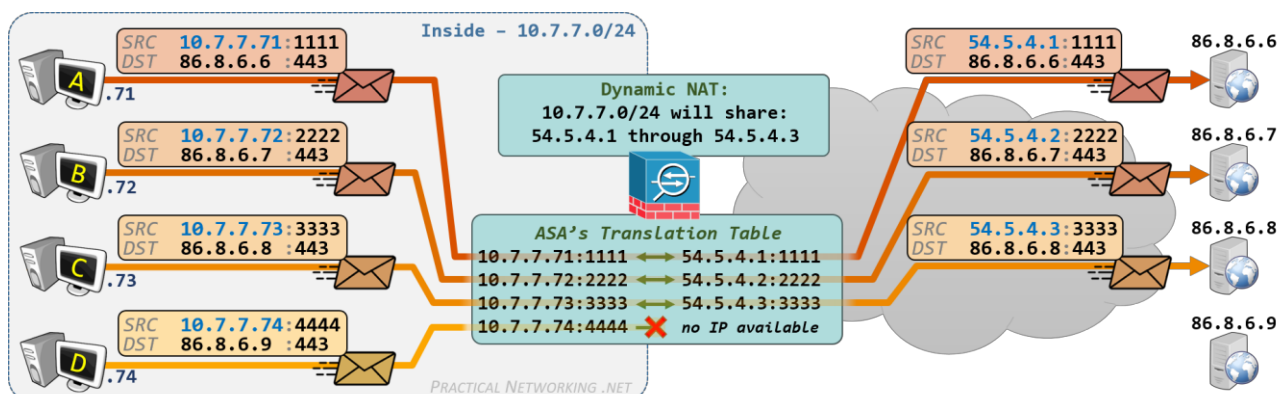 Inside – 10.7.7.0/24
SRC 10.7.7.71:1111
DST 86.8.6.6 :443
A
.71
SRC 10.7.7.72:2222
DST 86.8.6.7 :443
B
.72
SRC 10.7.7.73:3333
DST 86.8.6.8 :443
C
.73
SRC 10.7.7.74:4444
DST 86.8.6.9 :443
D
.74
Dynamic NAT:
10.7.7.0/24 will share:
54.5.4.1 through 54.5.4.3
ASA's Translation Table
10.7.7.71:1111 54.5.4.1:1111
10.7.7.72:2222 54.5.4.2:2222
10.7.7.73:3333 54.5.4.3:3333
10.7.7.74:4444 no IP available
PRACTICAL NETWORKING .NET
SRC 54.5.4.1:1111
DST 86.8.6.6:443
86.8.6.6
SRC 54.5.4.2:2222
DST 86.8.6.7:443
86.8.6.7
SRC 54.5.4.3:3333
DST 86.8.6.8:443
86.8.6.8
86.8.6.9